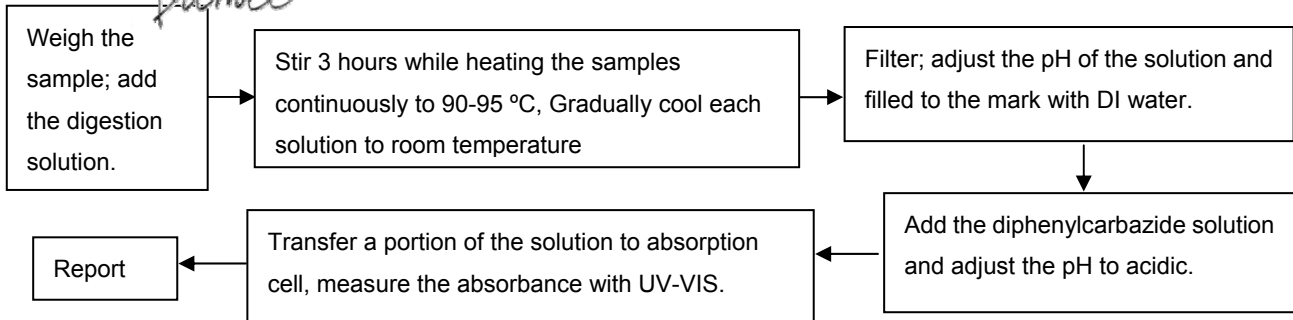 Weigh the
sample; add
the digestion
solution.
Stir 3 hours while heating the samples
continuously to 90-95 ºC, Gradually cool each
solution to room temperature
Filter; adjust the pH of the solution and
filled to the mark with DI water.
Add the diphenylcarbazide solution
and adjust the pH to acidic.
Transfer a portion of the solution to absorption
cell, measure the absorbance with UV-VIS.
Report